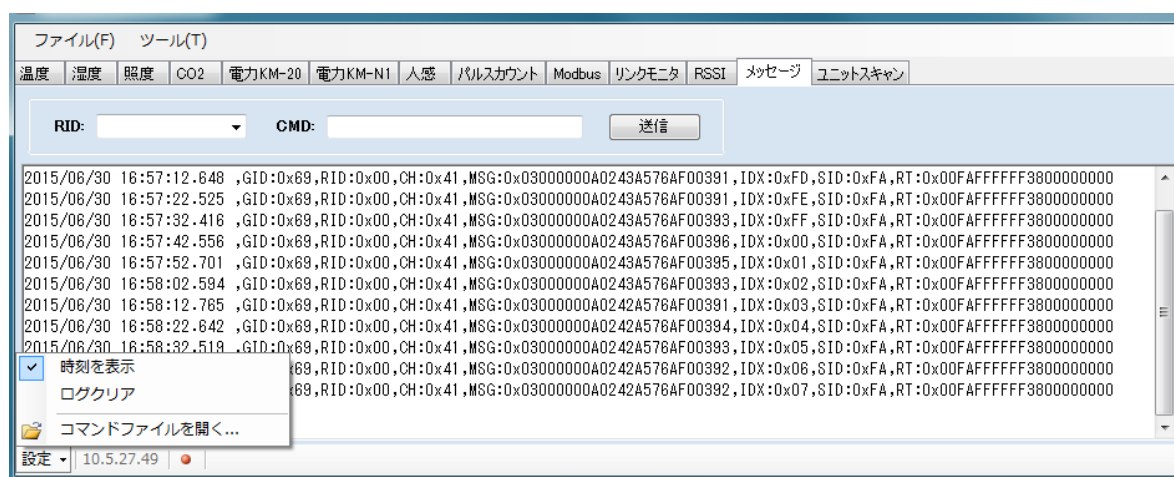 ファイル(F) ツール(T)
温度 湿度 照度 CO2 電力KM-20 電力KM-N1 人感 パルスカウント Modbus リンクモニタ RSSI メッセージ ユニットスキャン
RID: CMD: 送信
2015/06/30 16:57:12.648 ,GID:0x69,RID:0x00,CH:0x41,MSG:0x03000000A0243A576AF00391,IDX:0xFD,SID:0xFA,RT:0x00FAFFFFFF3800000000
2015/06/30 16:57:22.525 ,GID:0x69,RID:0x00,CH:0x41,MSG:0x03000000A0243A576AF00391,IDX:0xFE,SID:0xFA,RT:0x00FAFFFFFF3800000000
2015/06/30 16:57:32.416 ,GID:0x69,RID:0x00,CH:0x41,MSG:0x03000000A0243A576AF00393,IDX:0xFF,SID:0xFA,RT:0x00FAFFFFFF3800000000
2015/06/30 16:57:42.556 ,GID:0x69,RID:0x00,CH:0x41,MSG:0x03000000A0243A576AF00396,IDX:0x00,SID:0xFA,RT:0x00FAFFFFFF3800000000
2015/06/30 16:57:52.701 ,GID:0x69,RID:0x00,CH:0x41,MSG:0x03000000A0243A576AF00395,IDX:0x01,SID:0xFA,RT:0x00FAFFFFFF3800000000
2015/06/30 16:58:02.594 ,GID:0x69,RID:0x00,CH:0x41,MSG:0x03000000A0243A576AF00393,IDX:0x02,SID:0xFA,RT:0x00FAFFFFFF3800000000
2015/06/30 16:58:12.765 ,GID:0x69,RID:0x00,CH:0x41,MSG:0x03000000A0242A576AF00391,IDX:0x03,SID:0xFA,RT:0x00FAFFFFFF3800000000
2015/06/30 16:58:22.642 ,GID:0x69,RID:0x00,CH:0x41,MSG:0x03000000A0242A576AF00394,IDX:0x04,SID:0xFA,RT:0x00FAFFFFFF3800000000
2015/06/30 16:58:32.519 ,GID:0x69,RID:0x00,CH:0x41,MSG:0x03000000A0242A576AF00393,IDX:0x05,SID:0xFA,RT:0x00FAFFFFFF3800000000
時刻を表示 x69,RID:0x00,CH:0x41,MSG:0x03000000A0242A576AF00392,IDX:0x06,SID:0xFA,RT:0x00FAFFFFFF3800000000
ログクリア x69,RID:0x00,CH:0x41,MSG:0x03000000A0242A576AF00392,IDX:0x07,SID:0xFA,RT:0x00FAFFFFFF3800000000
コマンドファイルを開く...
設定 10.5.27.49